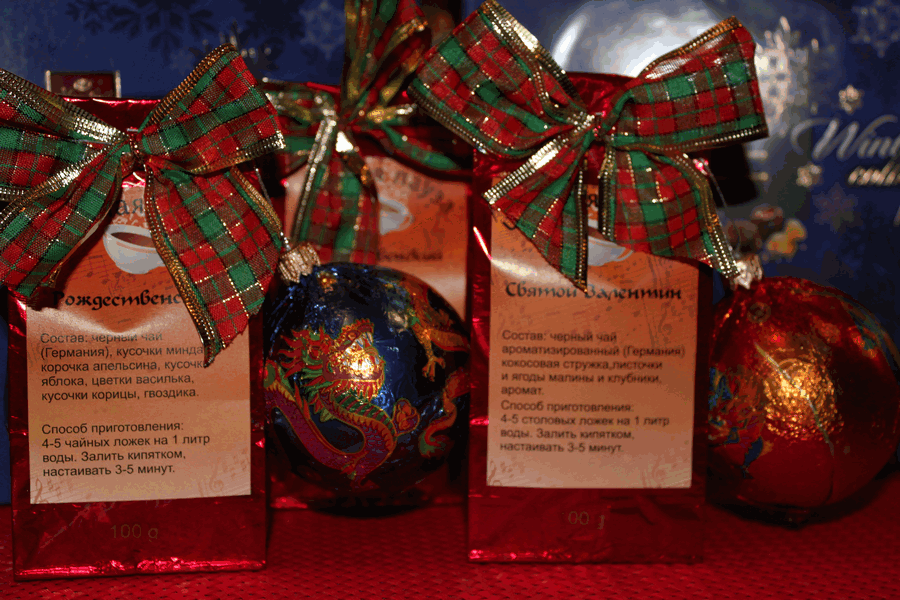 Рождественс
Состав: черный чай
(Германия), кусочки минда
корочка апельсина, кусочк
яблока, цветки василька,
кусочки корицы, гвоздика.
Способ приготовления:
4-5 чайных ложек на 1 литр
воды. Залить кипятком,
настаивать 3-5 минут.
100 g
Святой Валентин
Состав: черный чай
ароматизированный (Германия)
кокосовая стружка,листочки
и ягоды малины и клубники,
аромат.
Способ приготовления:
4-5 столовых ложек на 1 литр
воды. Залить кипятком,
настаивать 3-5 минут.
00 g
Wint